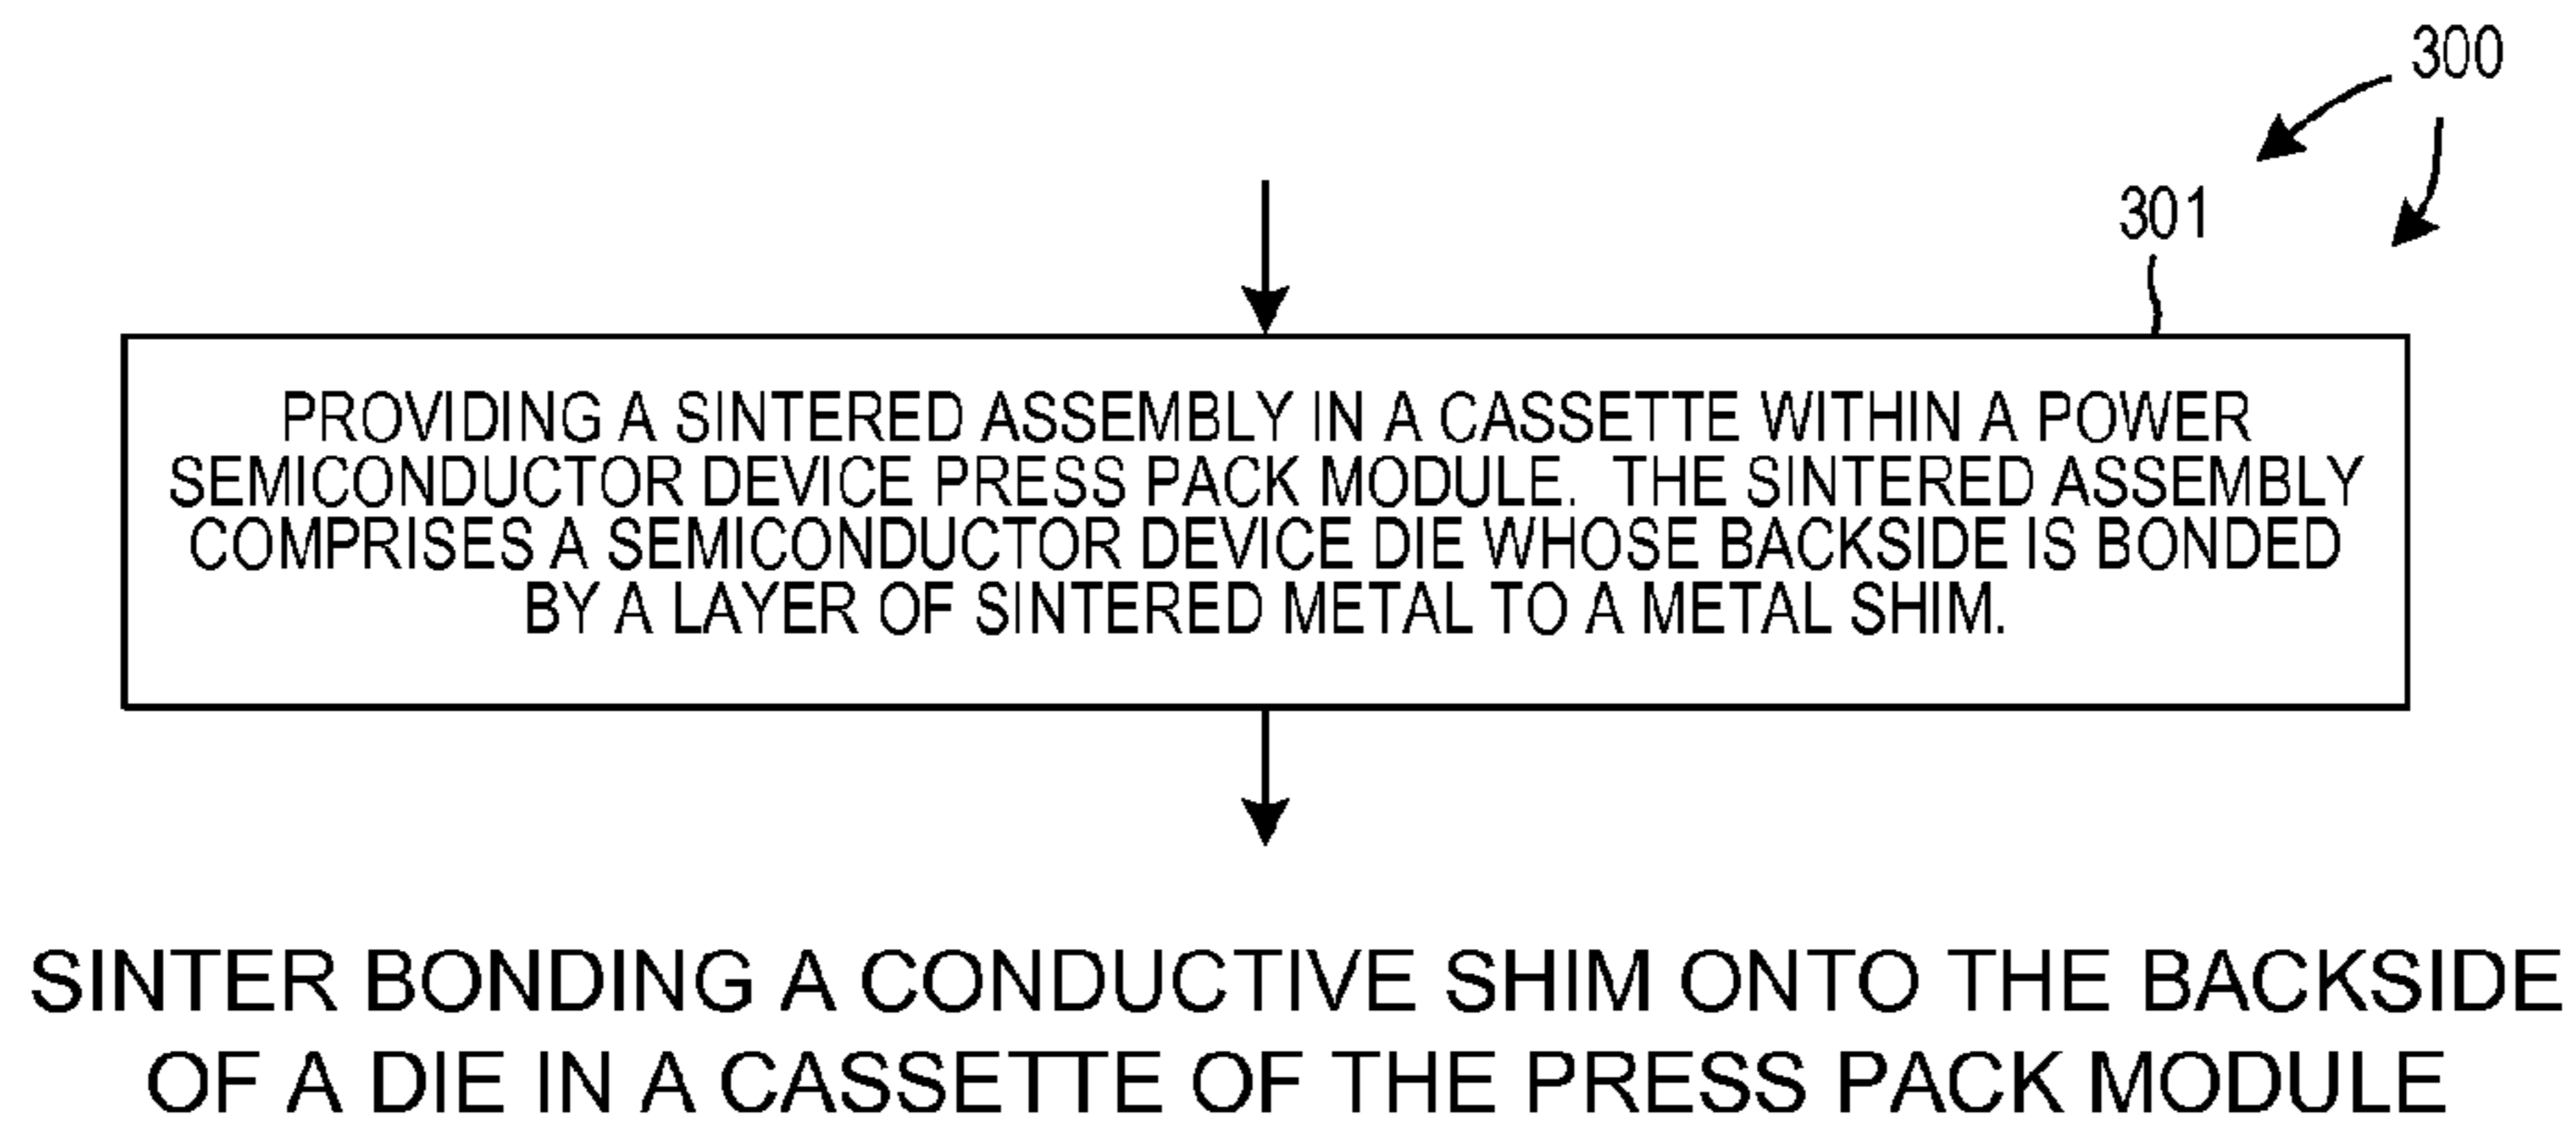 300
301
PROVIDING A SINTERED ASSEMBLY IN A CASSETTE WITHIN A POWER
SEMICONDUCTOR DEVICE PRESS PACK MODULE.  THE SINTERED ASSEMBLY
COMPRISES A SEMICONDUCTOR DEVICE DIE WHOSE BACKSIDE IS BONDED
BY A LAYER OF SINTERED METAL TO A METAL SHIM.
SINTER BONDING A CONDUCTIVE SHIM ONTO THE BACKSIDE
OF A DIE IN A CASSETTE OF THE PRESS PACK MODULE